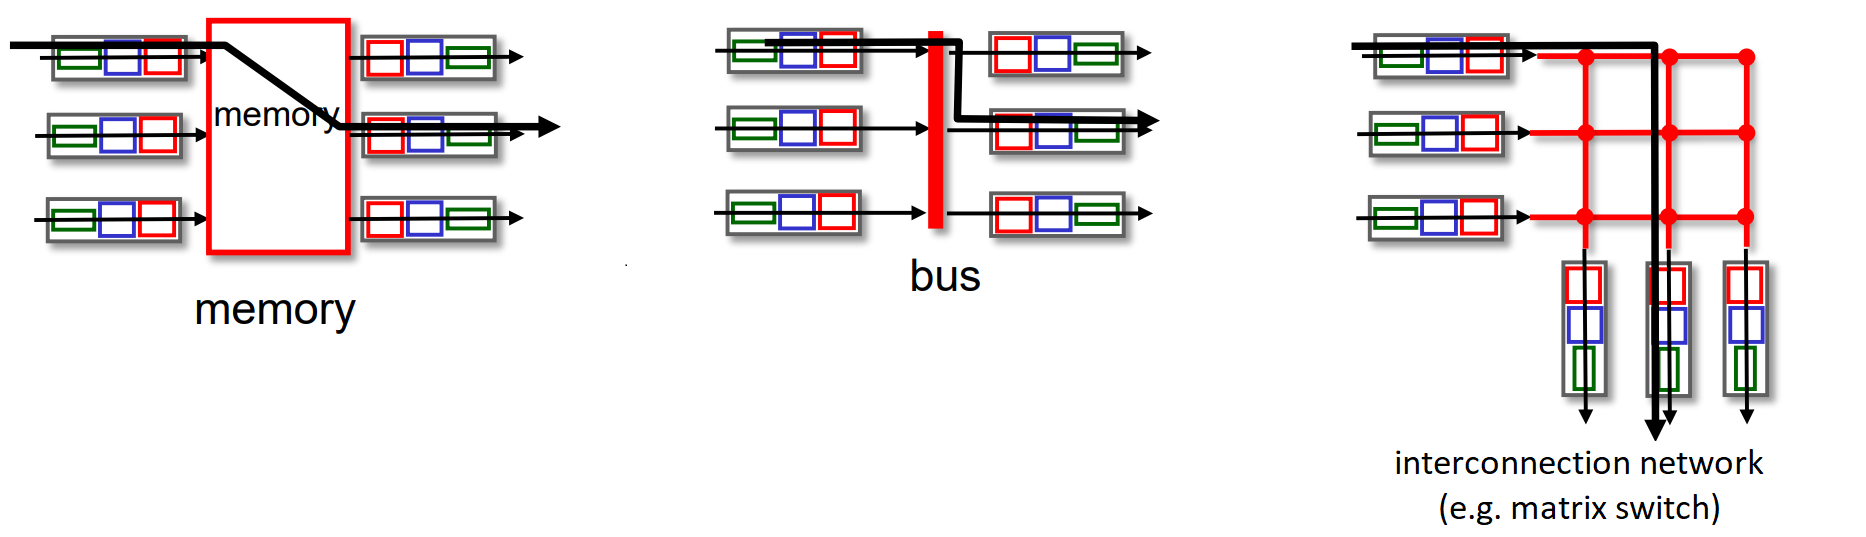 memory
memory
bus
interconnection network
(e.g. matrix switch)